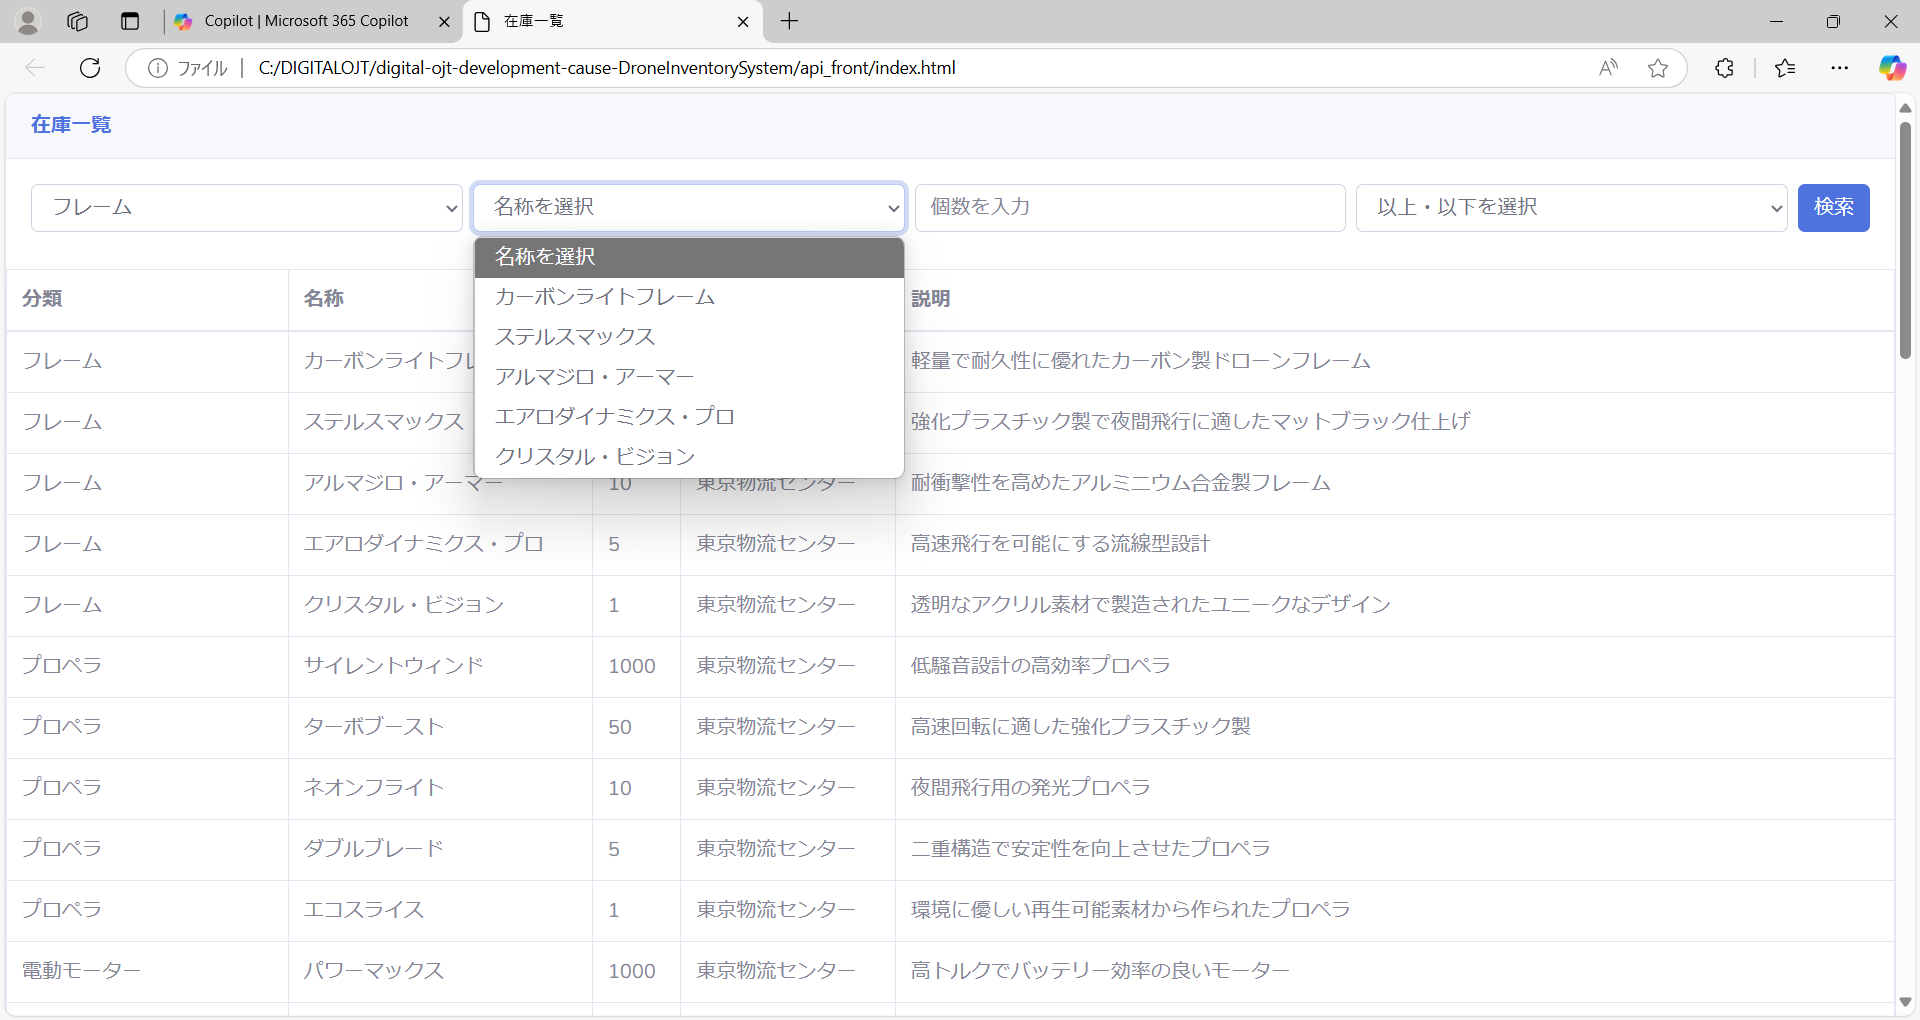 Copilot | Microsoft 365 Copilot
在庫一覧
ファイル
C:/DIGITALOJT/digital-ojt-development-cause-DroneInventorySystem/api_front/index.html
在庫一覧
フレーム 名称を選択 個数を入力 以上・以下を選択 検索
名称を選択
カーボンライトフレーム
ステルスマックス
アルマジロ・アーマー
エアロダイナミクス・プロ
クリスタル・ビジョン
分類 名称 説明
フレーム カーボンライトフレ 軽量で耐久性に優れたカーボン製ドローンフレーム
フレーム ステルスマックス 強化プラスチック製で夜間飛行に適したマットブラック仕上げ
フレーム アルマジロ・アーマー 10 東京物流センター 耐衝撃性を高めたアルミニウム合金製フレーム
フレーム エアロダイナミクス・プロ 5 東京物流センター 高速飛行を可能にする流線型設計
フレーム クリスタル・ビジョン 1 東京物流センター 透明なアクリル素材で製造されたユニークなデザイン
プロペラ サイレントウィンド 1000 東京物流センター 低騒音設計の高効率プロペラ
プロペラ ターボブースト 50 東京物流センター 高速回転に適した強化プラスチック製
プロペラ ネオンフライト 10 東京物流センター 夜間飛行用の発光プロペラ
プロペラ ダブルブレード 5 東京物流センター 二重構造で安定性を向上させたプロペラ
プロペラ エコスライス 1 東京物流センター 環境に優しい再生可能素材から作られたプロペラ
電動モーター パワーマックス 1000 東京物流センター 高トルクでバッテリー効率の良いモーター